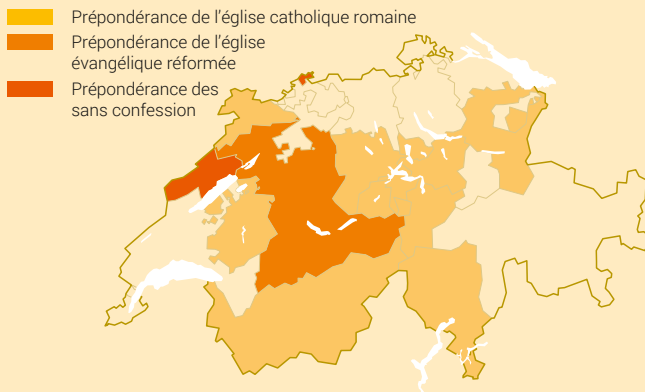 Prépondérance de l'église catholique romaine
Prépondérance de l'église
évangélique réformée
Prépondérance des
sans confession